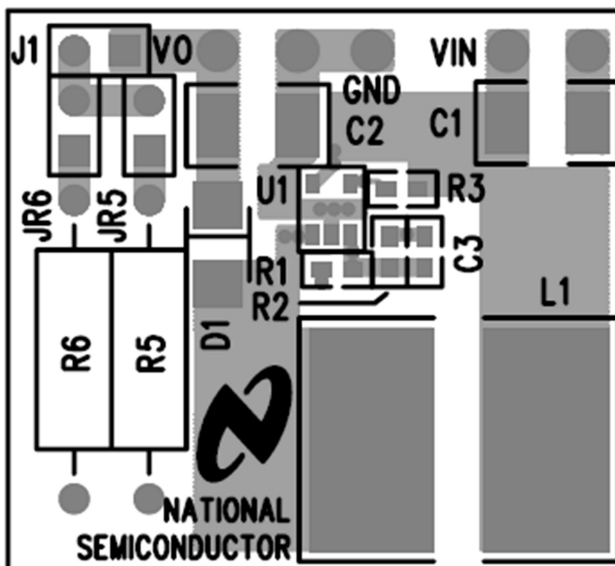 J1 VO VIN
GND
C2 C1
U1 R3
JR6 JR5
C3
R1
R2 L1
D1
R6 R5
NATIONAL
SEMICONDUCTOR